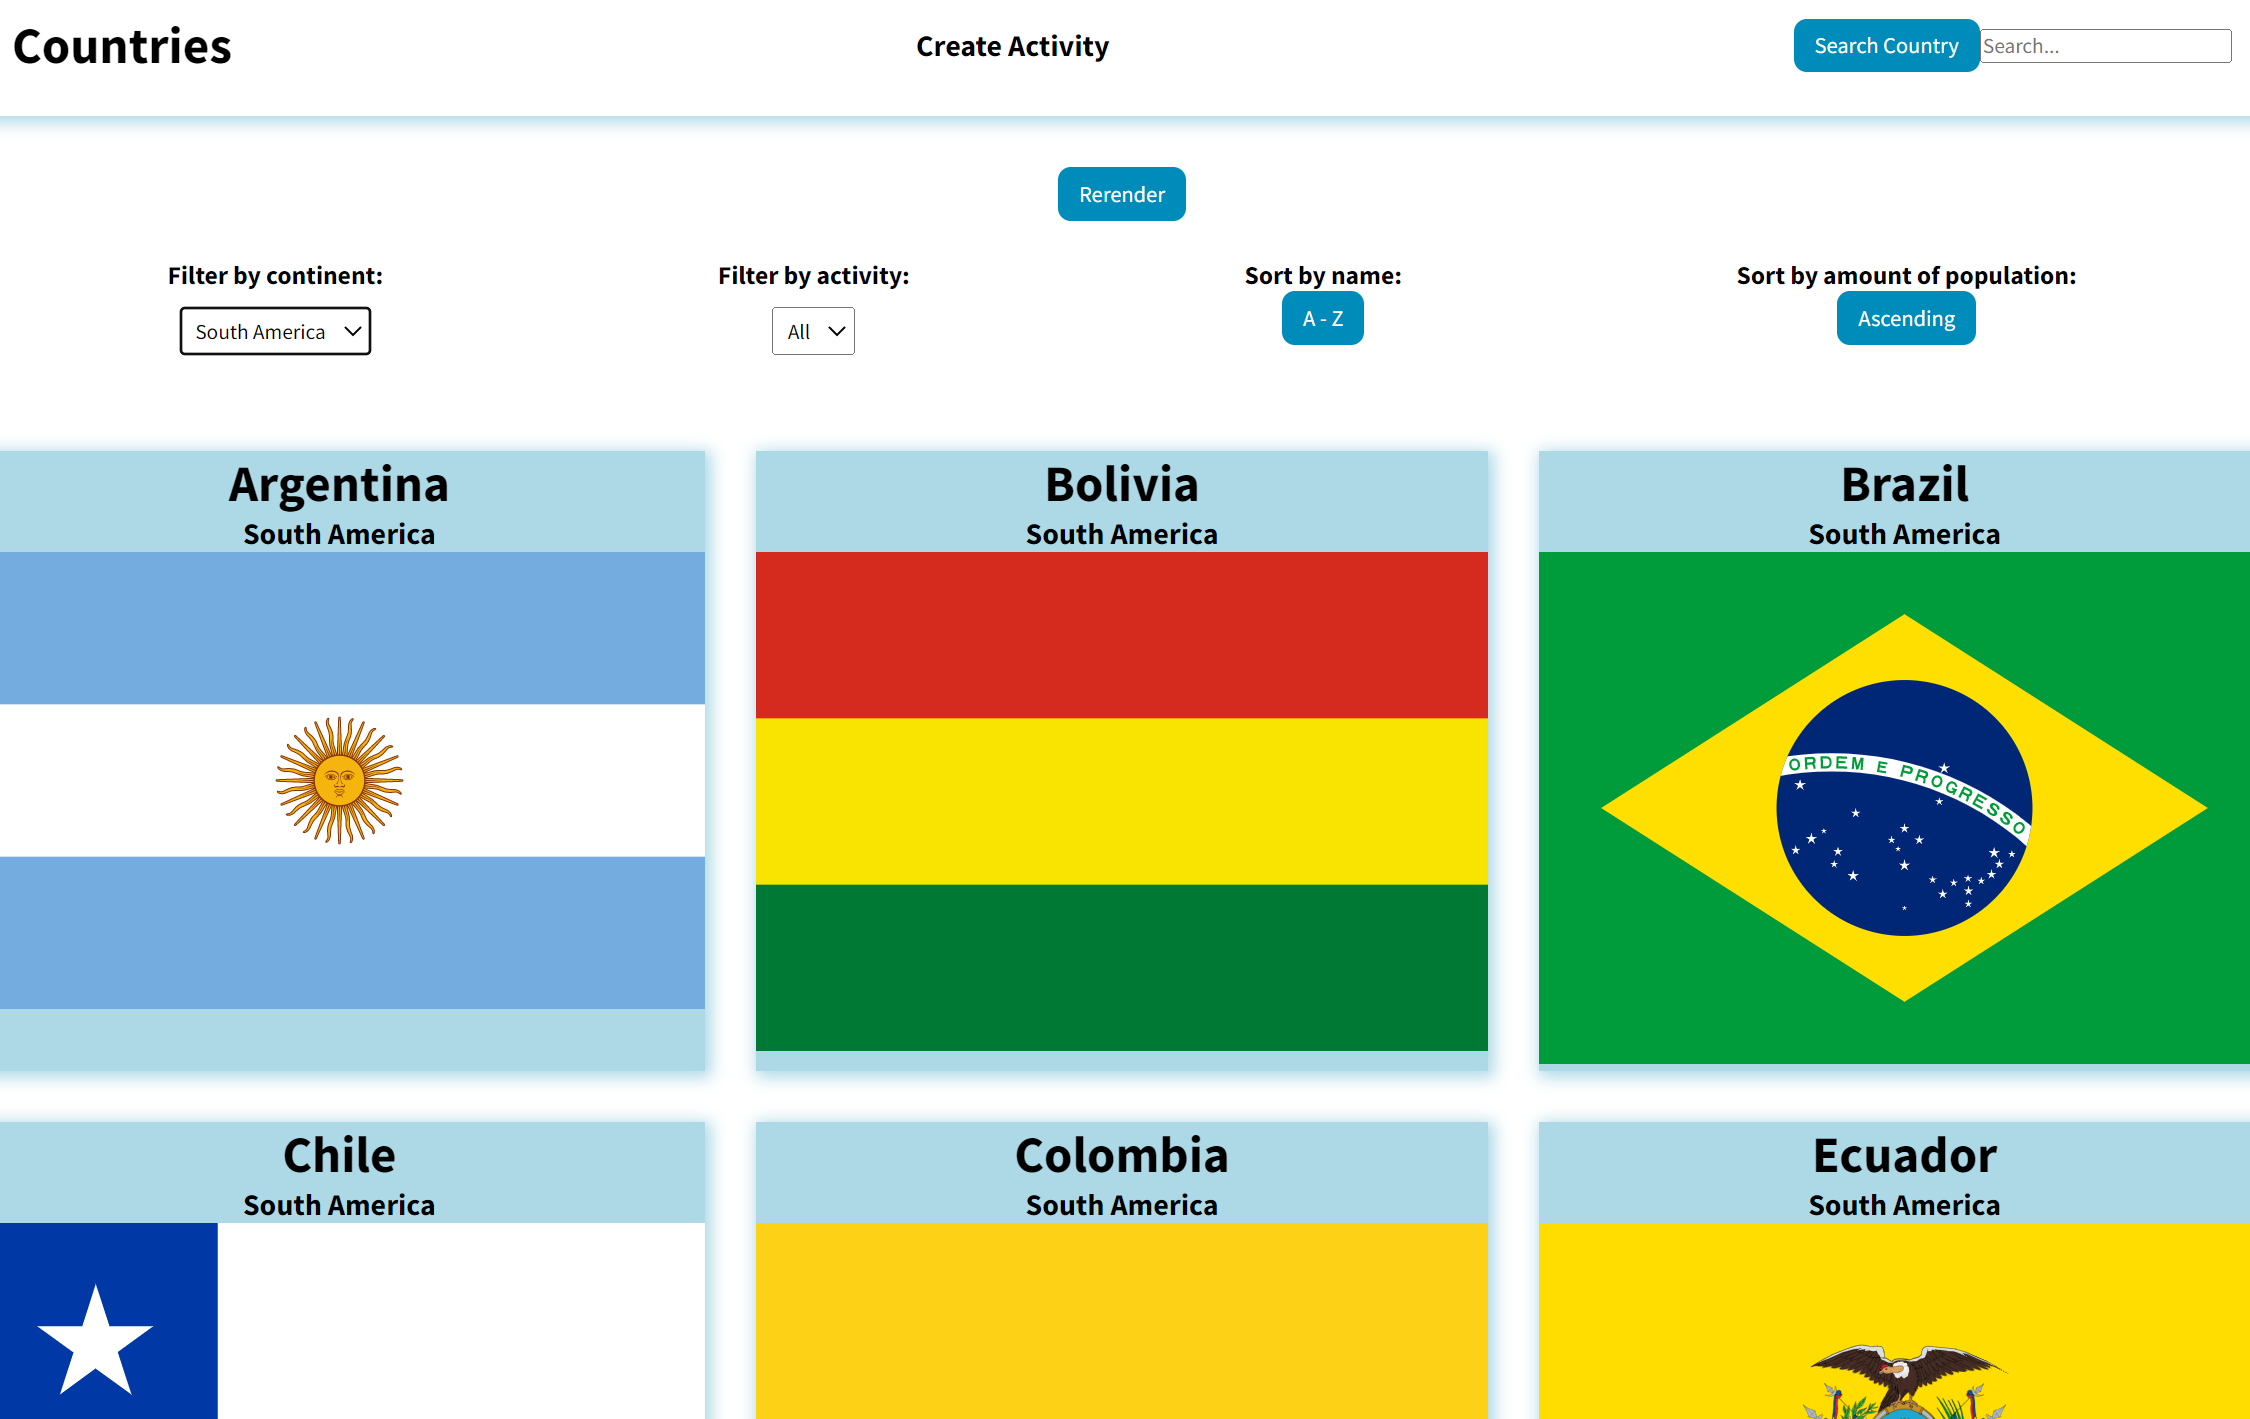 Countries
Create Activity
Search Country
Search...
Rerender
Filter by continent:
Filter by activity:
Sort by name:
Sort by amount of population:
South America
All
A - Z
Ascending
Argentina
South America
Bolivia
South America
Brazil
South America
ORDEM E PROGRESSO
Chile
South America
Colombia
South America
Ecuador
South America